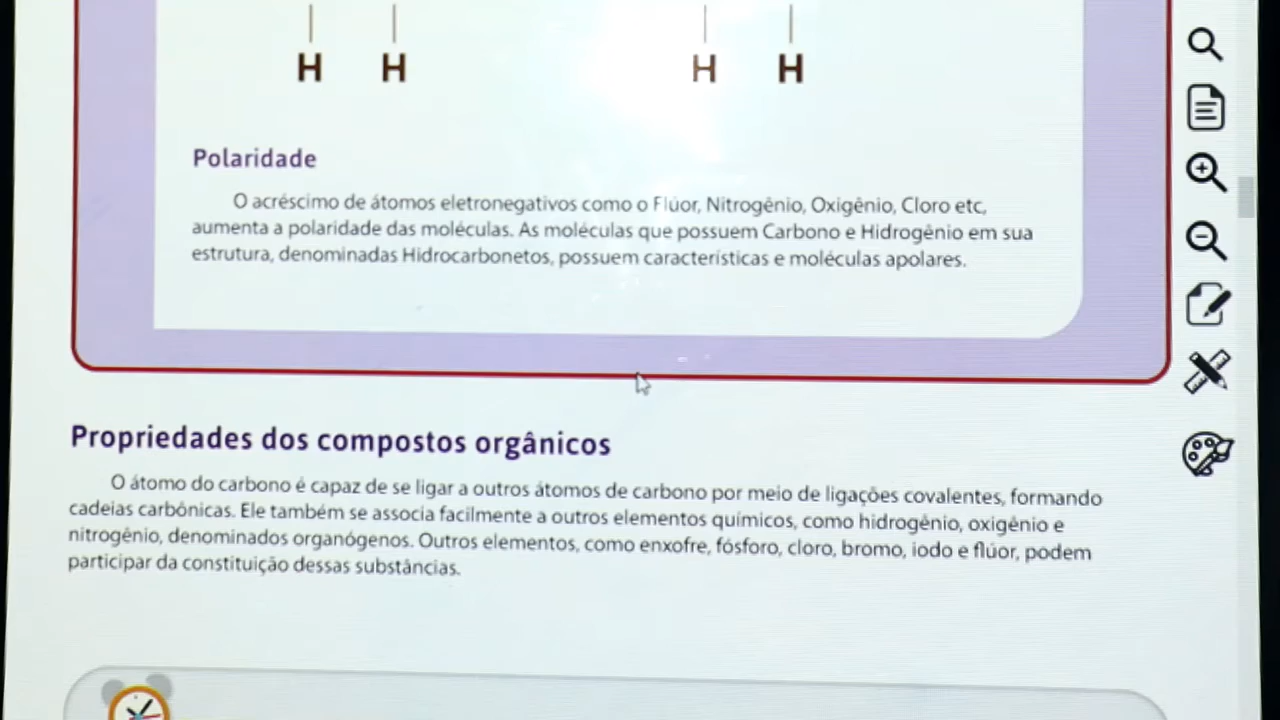 H H H H
Polaridade
O acréscimo de átomos eletronegativos como o Flúor, Nitrogênio, Oxigênio, Cloro etc,
aumenta a polaridade das moléculas. As moléculas que possuem Carbono e Hidrogênio em sua
estrutura, denominadas Hidrocarbonetos, possuem características e moléculas apolares.
Propriedades dos compostos orgânicos
O átomo do carbono é capaz de se ligar a outros átomos de carbono por meio de ligações covalentes, formando
cadeias carbônicas. Ele também se associa facilmente a outros elementos químicos, como hidrogênio, oxigênio e
nitrogênio, denominados organógenos. Outros elementos, como enxofre, fósforo, cloro, bromo, iodo e flúor, podem
participar da constituição dessas substâncias.